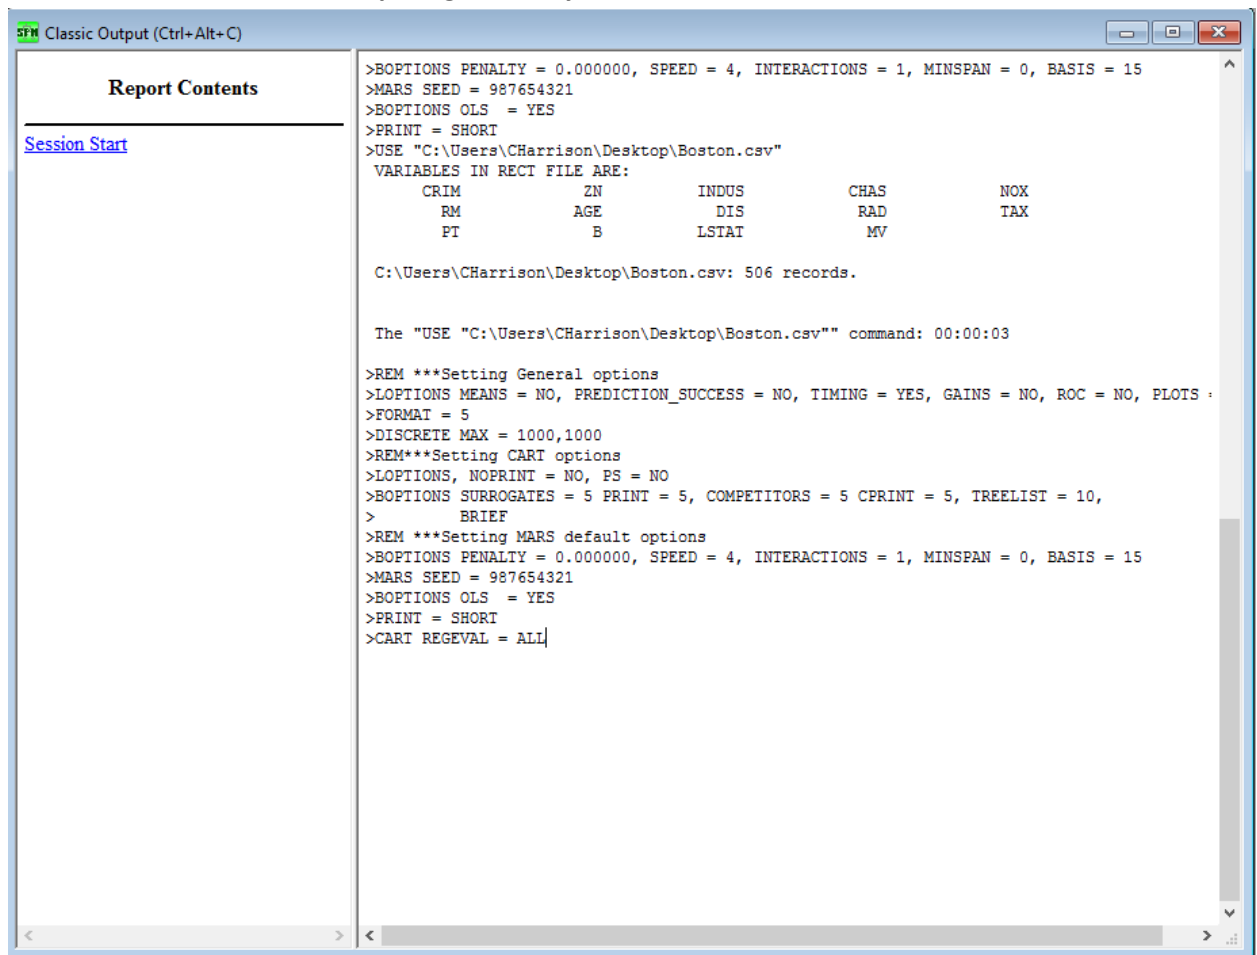 SFM Classic Output (Ctrl+Alt+C)
Report Contents
Session Start
>BOPTIONS PENALTY = 0.000000, SPEED = 4, INTERACTIONS = 1, MINSPAN = 0, BASIS = 15
>MARS SEED = 987654321
>BOPTIONS OLS  = YES
>PRINT = SHORT
>USE "C:\Users\CHarrison\Desktop\Boston.csv"
VARIABLES IN RECT FILE ARE:
CRIM ZN INDUS CHAS NOX
RM AGE DIS RAD TAX
PT B LSTAT MV
C:\Users\CHarrison\Desktop\Boston.csv: 506 records.
The "USE "C:\Users\CHarrison\Desktop\Boston.csv"" command: 00:00:03
>REM ***Setting General options
>LOPTIONS MEANS = NO, PREDICTION_SUCCESS = NO, TIMING = YES, GAINS = NO, ROC = NO, PLOTS
>FORMAT = 5
>DISCRETE MAX = 1000,1000
>REM***Setting CART options
>LOPTIONS, NOPRINT = NO, PS = NO
>BOPTIONS SURROGATES = 5 PRINT = 5, COMPETITORS = 5 CPRINT = 5, TREELIST = 10,
>         BRIEF
>REM ***Setting MARS default options
>BOPTIONS PENALTY = 0.000000, SPEED = 4, INTERACTIONS = 1, MINSPAN = 0, BASIS = 15
>MARS SEED = 987654321
>BOPTIONS OLS  = YES
>PRINT = SHORT
>CART REGEVAL = ALL